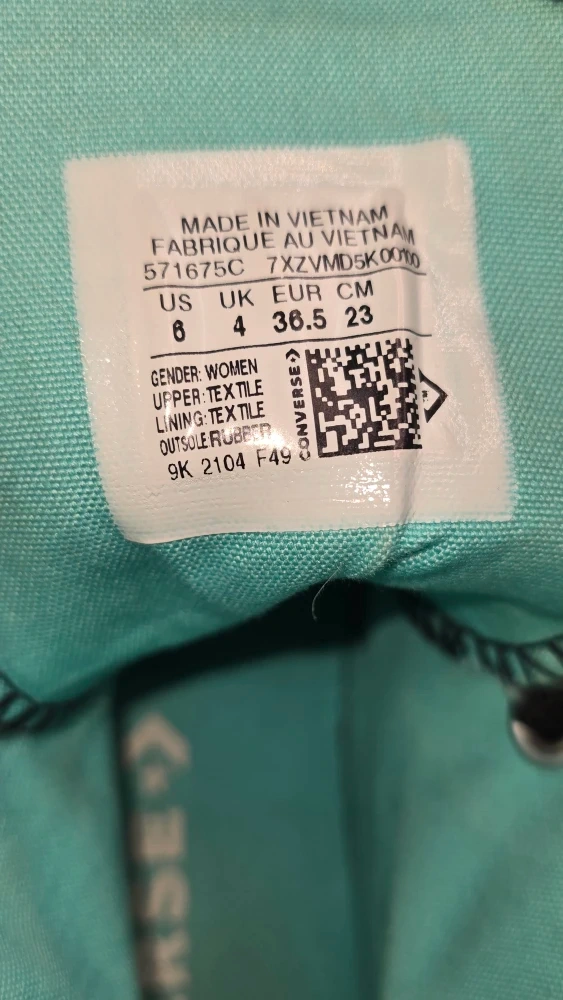 MADE IN VIETNAM
FABRIQUE AU VIETNAM
571675C 7XZVMD5K00100
US UK EUR CM
6 4 36.5 23
GENDER: WOMEN
UPPER: TEXTILE
LINING: TEXTILE
OUTSOLE RUBBER
9K 2104 F49
CONVERSE